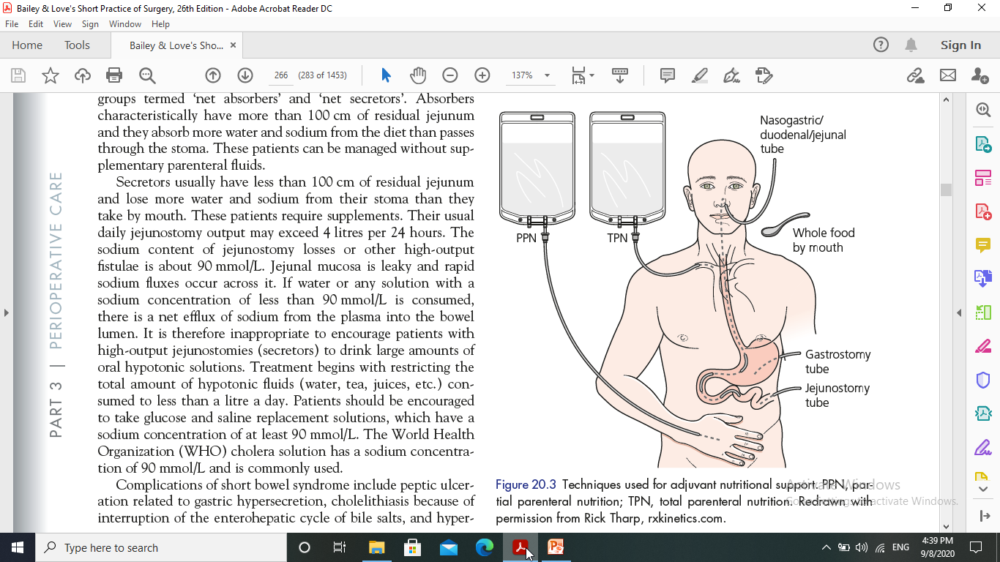 Bailey & Love's Short Practice of Surgery, 26th Edition - Adobe Acrobat Reader DC
File Edit View Sign Window Help
Home Tools Bailey & Love's Sho... × Sign In
266 (283 of 1453) 137%
groups termed ‘net absorbers’ and ‘net secretors’. Absorbers
characteristically have more than 100 cm of residual jejunum
and they absorb more water and sodium from the diet than passes
through the stoma. These patients can be managed without sup-
plementary parenteral fluids.
Secretors usually have less than 100 cm of residual jejunum
and lose more water and sodium from their stoma than they
take by mouth. These patients require supplements. Their usual
daily jejunostomy output may exceed 4 litres per 24 hours. The
sodium content of jejunostomy losses or other high-output
fistulae is about 90 mmol/L. Jejunal mucosa is leaky and rapid
sodium fluxes occur across it. If water or any solution with a
sodium concentration of less than 90 mmol/L is consumed,
there is a net efflux of sodium from the plasma into the bowel
lumen. It is therefore inappropriate to encourage patients with
high-output jejunostomies (secretors) to drink large amounts of
oral hypotonic solutions. Treatment begins with restricting the
total amount of hypotonic fluids (water, tea, juices, etc.) con-
sumed to less than a litre a day. Patients should be encouraged
to take glucose and saline replacement solutions, which have a
sodium concentration of at least 90 mmol/L. The World Health
Organization (WHO) cholera solution has a sodium concentra-
tion of 90 mmol/L and is commonly used.
Complications of short bowel syndrome include peptic ulcer-
ation related to gastric hypersecretion, cholelithiasis because of
interruption of the enterohepatic cycle of bile salts, and hyper-
PART 3 | PERIOPERATIVE CARE
Nasogastric/
duodenal/jejunal
tube
PPN
TPN
Whole food
by mouth
Gastrostomy
tube
Jejunostomy
tube
Figure 20.3 Techniques used for adjuvant nutritional support. PPN, par-
tial parenteral nutrition; TPN, total parenteral nutrition. Redrawn with
permission from Rick Tharp, rxkinetics.com.
Activate Windows
Go to Settings to activate Windows.
Type here to search
ENG
4:39 PM
9/8/2020